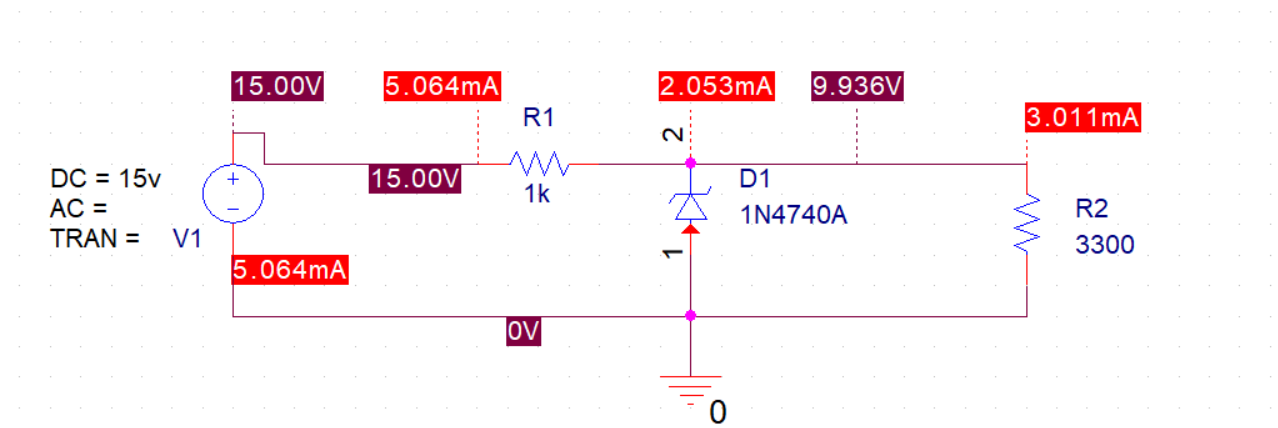 15.00V
5.064mA
2.053mA
9.936V
3.011mA
R1
2
DC = 15v
AC =
TRAN =
V1
15.00V
1k
D1
1N4740A
R2
3300
1
5.064mA
0V
0
+
−